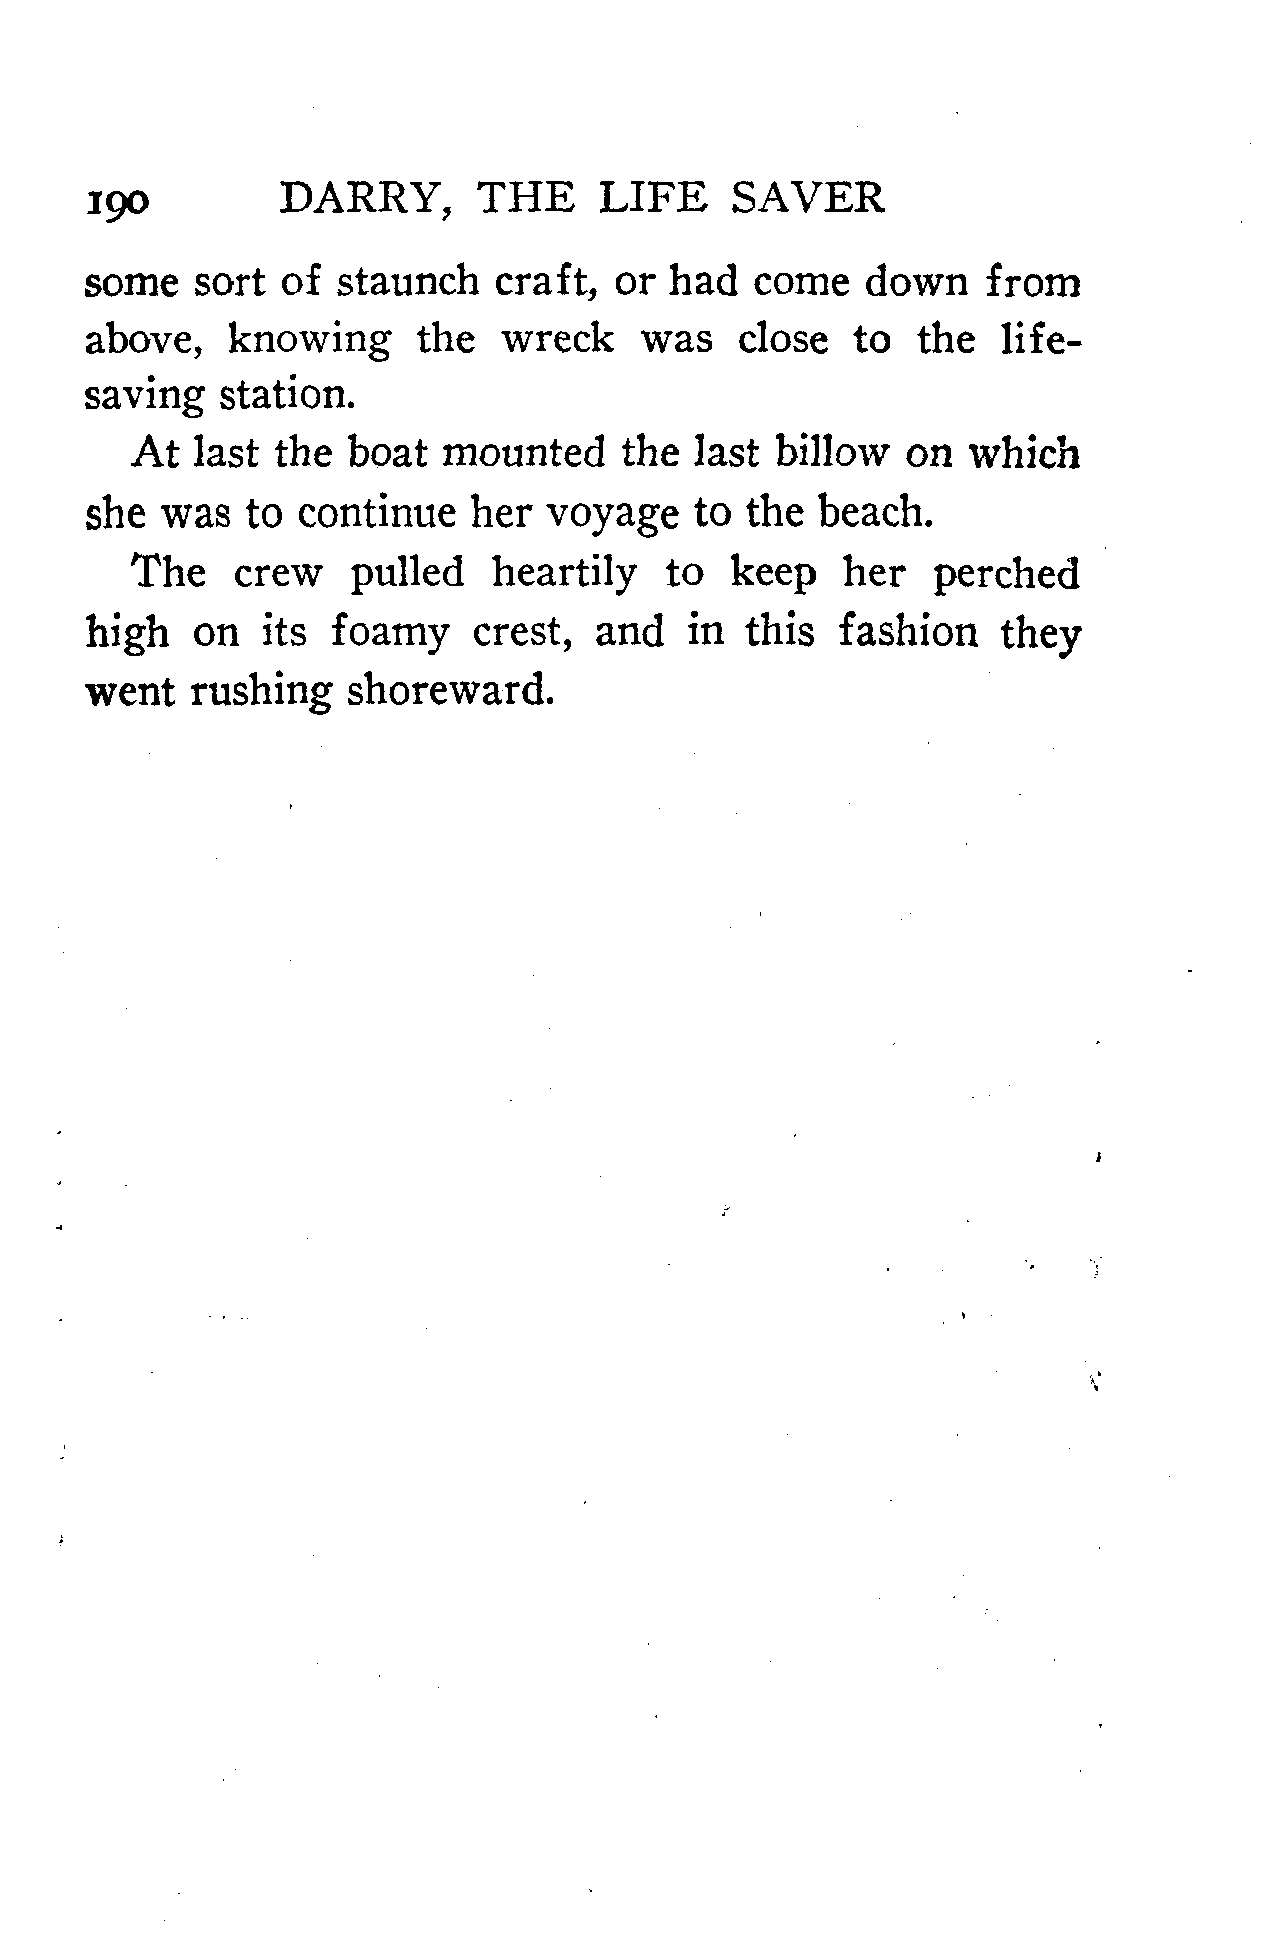 190 DARRY, THE LIFE SAVER
some sort of staunch craft, or had come down from
above, knowing the wreck was close to the life-
saving station.
At last the boat mounted the last billow on which
she was to continue her voyage to the beach.
The crew pulled heartily to keep her perched
high on its foamy crest, and in this fashion they
went rushing shoreward.